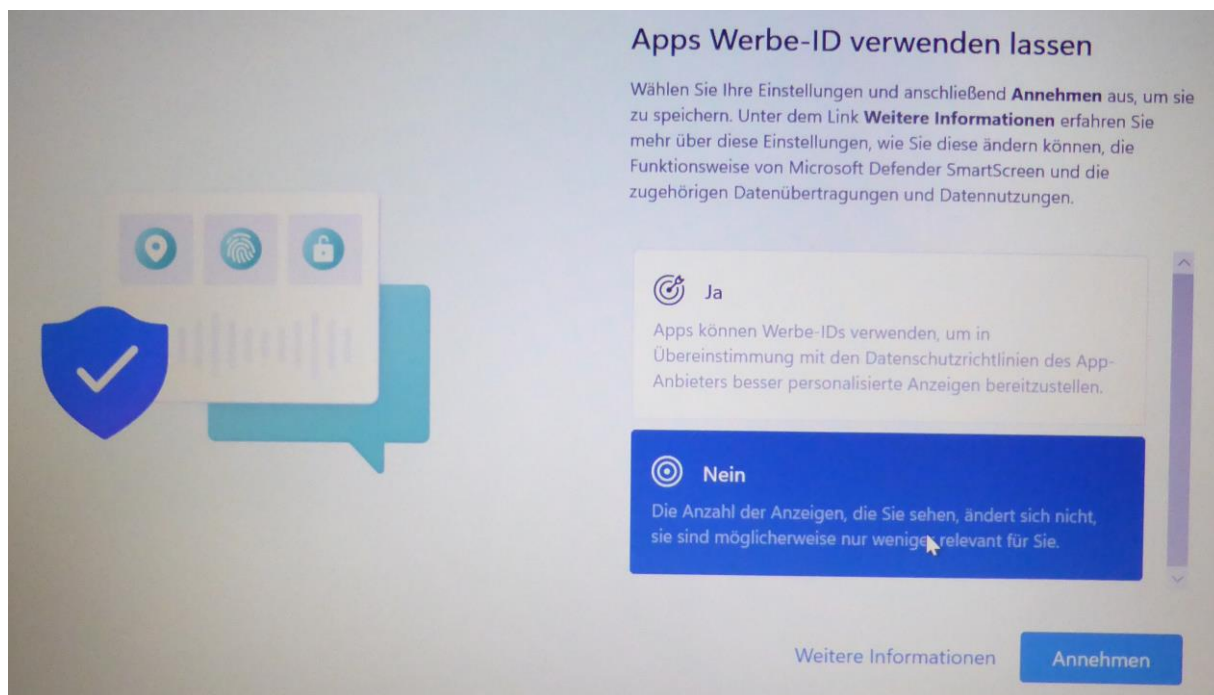 Apps Werbe-ID verwenden lassen
Wählen Sie Ihre Einstellungen und anschließend Annehmen aus, um sie
zu speichern. Unter dem Link Weitere Informationen erfahren Sie
mehr über diese Einstellungen, wie Sie diese ändern können, die
Funktionsweise von Microsoft Defender SmartScreen und die
zugehörigen Datenübertragungen und Datennutzungen.
Ja
Apps können Werbe-IDs verwenden, um in
Übereinstimmung mit den Datenschutzrichtlinien des App-
Anbieters besser personalisierte Anzeigen bereitzustellen.
Nein
Die Anzahl der Anzeigen, die Sie sehen, ändert sich nicht,
sie sind möglicherweise nur weniger relevant für Sie.
Weitere Informationen
Annehmen